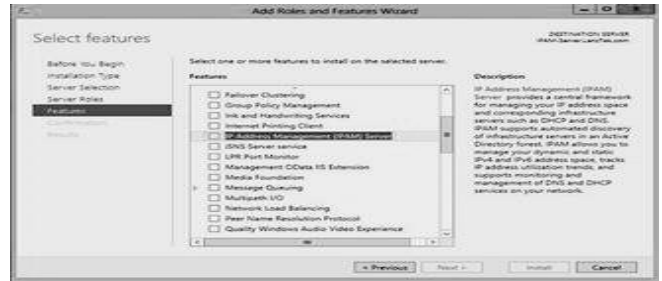 Add Roles and Features Wizard
Select features
DESTINATION SERVER
IPAM-Server.LanzTek.com
Before You Begin
Installation Type
Server Selection
Server Roles
Features
Confirmation
Results
Select one or more features to install on the selected server.
Features
Failover Clustering
Group Policy Management
Ink and Handwriting Services
Internet Printing Client
IP Address Management (IPAM) Server
iSNS Server service
LPR Port Monitor
Management OData IIS Extension
Media Foundation
Message Queuing
Multipath I/O
Network Load Balancing
Peer Name Resolution Protocol
Quality Windows Audio Video Experience
Description
IP Address Management (IPAM)
Server provides a central framework
for managing your IP address space
and corresponding infrastructure
servers such as DHCP and DNS.
IPAM supports automated discovery
of infrastructure servers in an Active
Directory forest. IPAM allows you to
manage your dynamic and static
IPv4 and IPv6 address space, tracks
IP address utilization trends, and
supports monitoring and
management of DNS and DHCP
services on your network.
< Previous
Next >
Install
Cancel